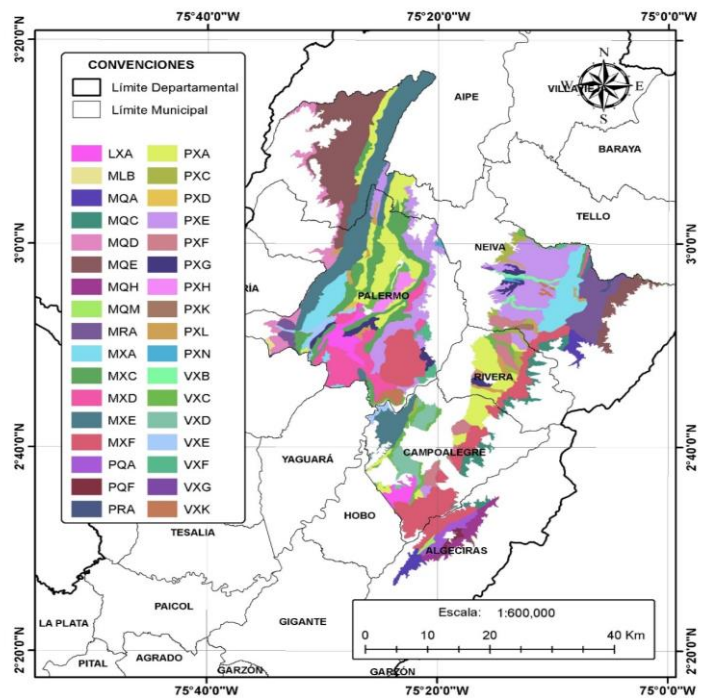 75°40'0"W 75°20'0"W 75°0'0"W
3°20'0"N
3°0'0"N
2°40'0"N
2°20'0"N
CONVENCIONES
Límite Departamental
Límite Municipal
LXA PXA
MLB PXC
MQA PXD
MQC PXE
MQD PXF
MQE PXG
MQH PXH
MQM PXK
MRA PXL
MXA PXN
MXC VXB
MXD VXC
MXE VXD
MXF VXE
PQA VXF
PQF VXG
PRA VXK
N
W E
S
AIPE
BARAYA
TELLO
NEIVA
PALERMO
RIVERA
CAMPOALEGRE
YAGUARÁ
HOBO
ALGECIRAS
TESALIA
PAICOL
LA PLATA
GIGANTE
PITAL
AGRADO
GARZÓN
GARZÓN
Escala: 1:600,000
0 10 20 40 Km
3°20'0"N
3°0'0"N
2°40'0"N
2°20'0"N
75°40'0"W 75°20'0"W 75°0'0"W